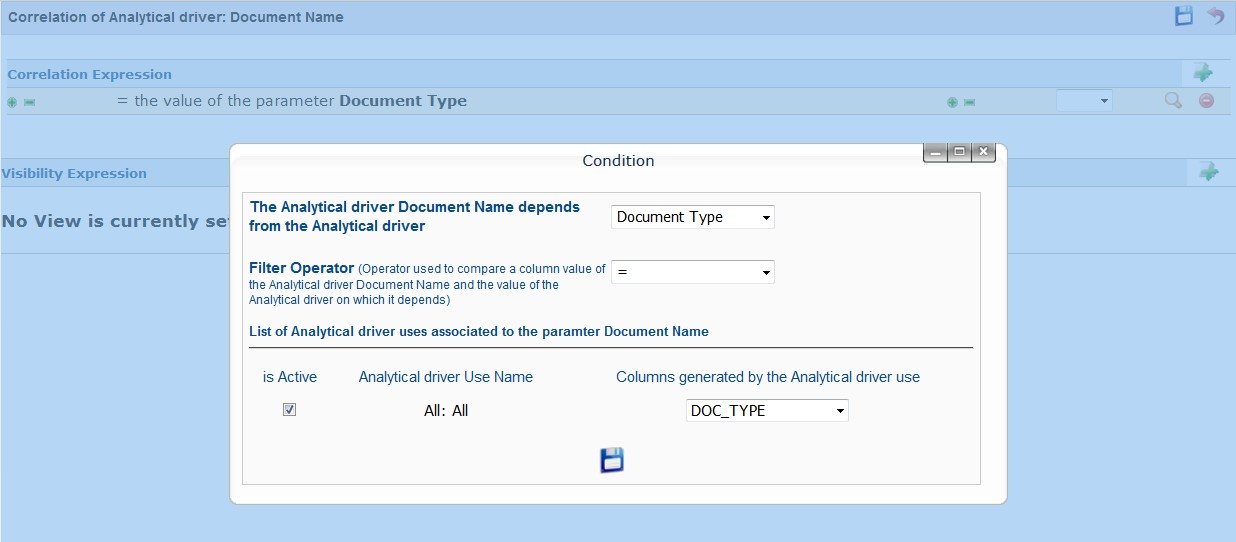 Correlation of Analytical driver: Document Name
Correlation Expression
= the value of the parameter Document Type
Visibility Expression
No View is currently se
Condition
The Analytical driver Document Name depends
from the Analytical driver
Document Type
Filter Operator (Operator used to compare a column value of
the Analytical driver Document Name and the value of the
Analytical driver on which it depends)
=
List of Analytical driver uses associated to the paramter Document Name
is Active Analytical driver Use Name Columns generated by the Analytical driver use
All: All DOC_TYPE